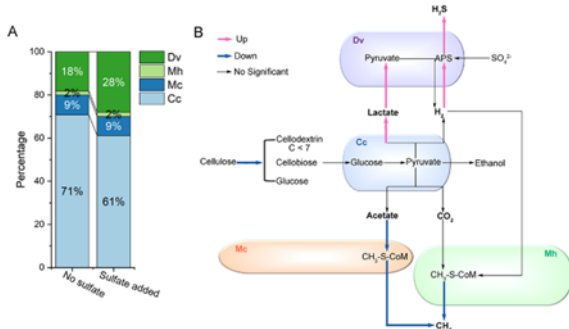 A
B
Percentage
100
80
60
40
20
0
18%
2%
9%
71%
28%
2%
9%
61%
No sulfate
Sulfate added
Dv
Mh
Mc
Cc
Up
Down
No Significant
H₂S
Dv
Pyruvate
APS
SO₄²⁻
Lactate
H₂
Cellodextrin
C < 7
Cc
Cellulose
Cellobiose
Glucose
Pyruvate
Ethanol
Glucose
Acetate
CO₂
Mc
Mh
CH₃-S-CoM
CH₃-S-CoM
CH₄